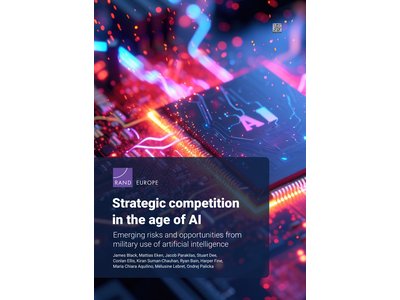 AI
RAND EUROPE
Strategic competition
in the age of AI
Emerging risks and opportunities from
military use of artificial intelligence
James Black, Mattias Eken, Jacob Parakilas, Stuart Dee,
Conlan Ellis, Kiran Suman-Chauhan, Ryan Bain, Harper Fine,
Maria Chiara Aquilino, Mélusine Lebret, Ondrej Palicka